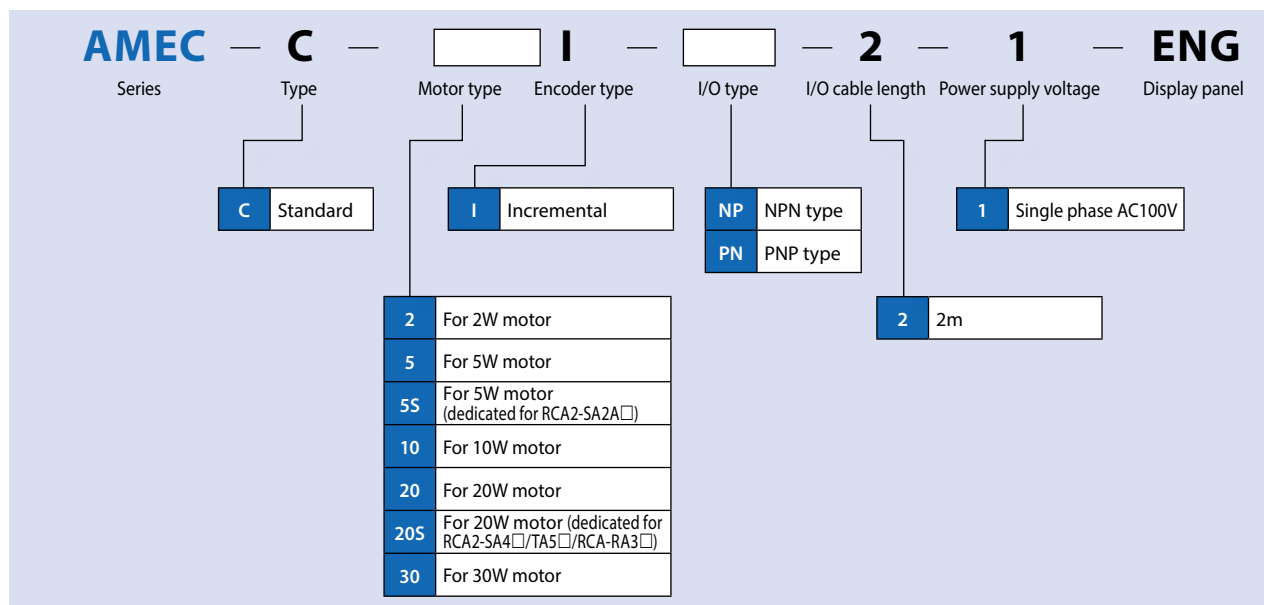 AMEC — C — I — — 2 — 1 — ENG
Series Type Motor type Encoder type I/O type I/O cable length Power supply voltage Display panel
C Standard
I Incremental
NP NPN type
PN PNP type
1 Single phase AC100V
2 For 2W motor
5 For 5W motor
5S For 5W motor
(dedicated for RCA2-SA2A□)
10 For 10W motor
20 For 20W motor
20S For 20W motor (dedicated for
RCA2-SA4□/TA5□/RCA-RA3□)
30 For 30W motor
2 2m